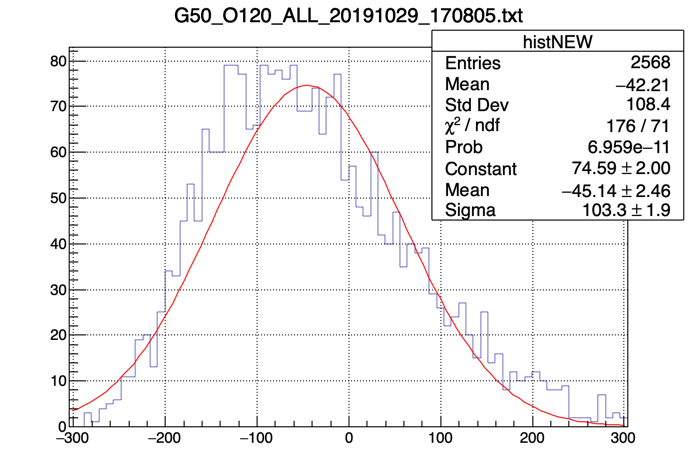 G50_O120_ALL_20191029_170805.txt
histNEW
Entries 2568
Mean −42.21
Std Dev 108.4
χ² / ndf 176 / 71
Prob 6.959e−11
Constant 74.59 ± 2.00
Mean −45.14 ± 2.46
Sigma 103.3 ± 1.9
80
70
60
50
40
30
20
10
0
−300 −200 −100 0 100 200 300